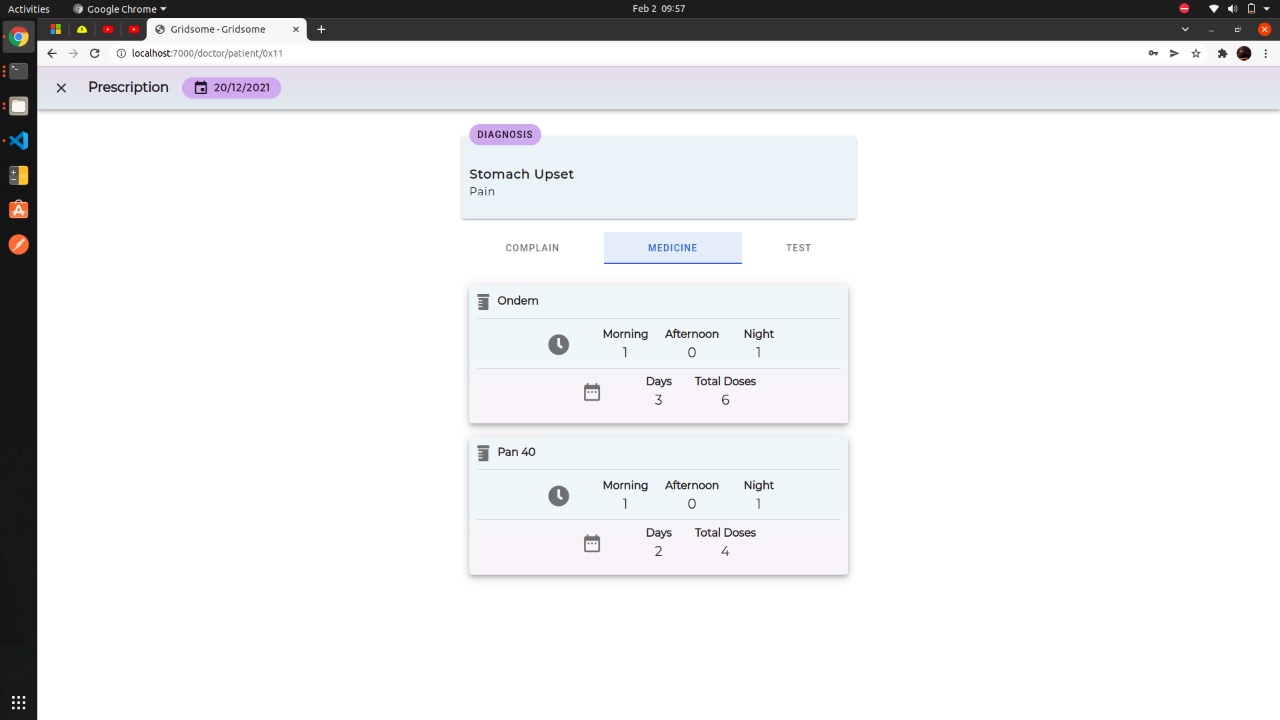 Activities
Google Chrome
Feb 2 09:57
Gridsome - Gridsome
localhost:7000/doctor/patient/0x11
Prescription
20/12/2021
DIAGNOSIS
Stomach Upset
Pain
COMPLAIN MEDICINE TEST
Ondem
Morning Afternoon Night
1 0 1
Days Total Doses
3 6
Pan 40
Morning Afternoon Night
1 0 1
Days Total Doses
2 4